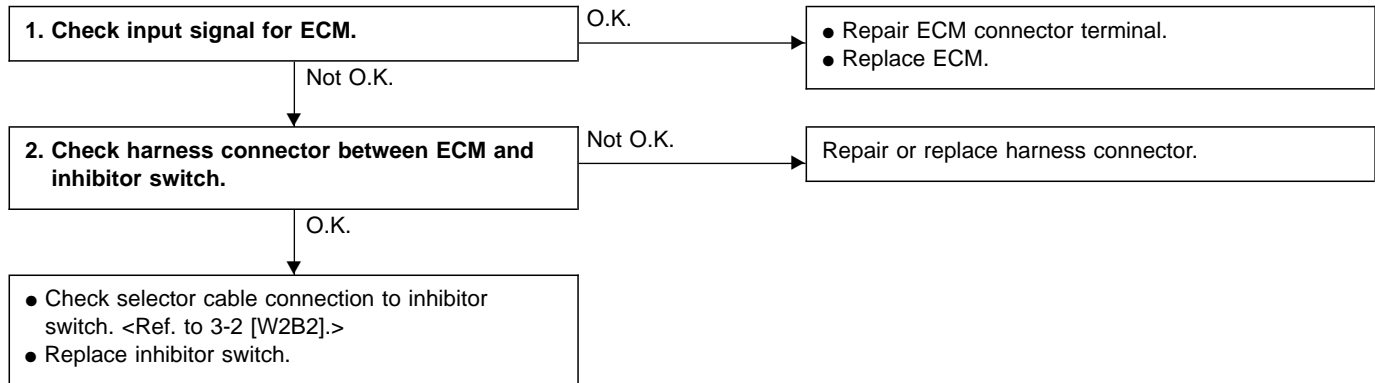 1. Check input signal for ECM.
O.K.
● Repair ECM connector terminal.
● Replace ECM.
Not O.K.
2. Check harness connector between ECM and
inhibitor switch.
Not O.K.
Repair or replace harness connector.
O.K.
● Check selector cable connection to inhibitor
switch. <Ref. to 3-2 [W2B2].>
● Replace inhibitor switch.